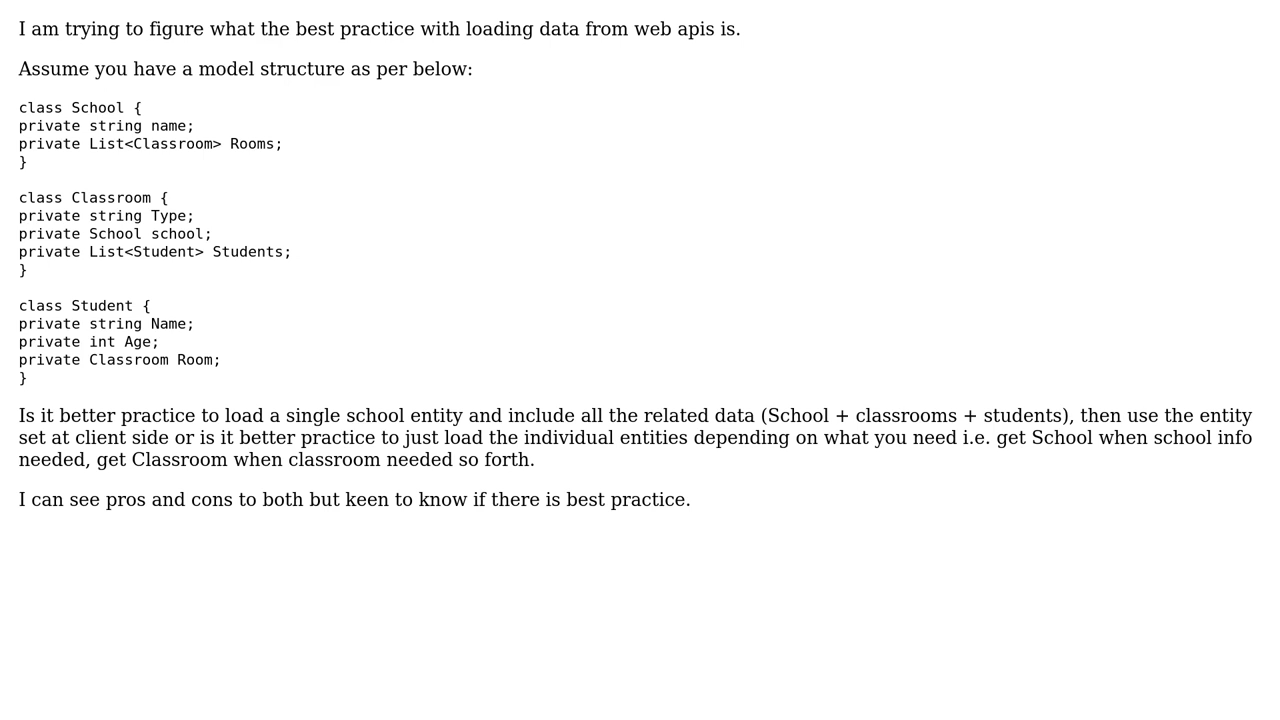 I am trying to figure what the best practice with loading data from web apis is.
Assume you have a model structure as per below:
class School {
private string name;
private List<Classroom> Rooms;
}
class Classroom {
private string Type;
private School school;
private List<Student> Students;
}
class Student {
private string Name;
private int Age;
private Classroom Room;
}
Is it better practice to load a single school entity and include all the related data (School + classrooms + students), then use the entity
set at client side or is it better practice to just load the individual entities depending on what you need i.e. get School when school info
needed, get Classroom when classroom needed so forth.
I can see pros and cons to both but keen to know if there is best practice.